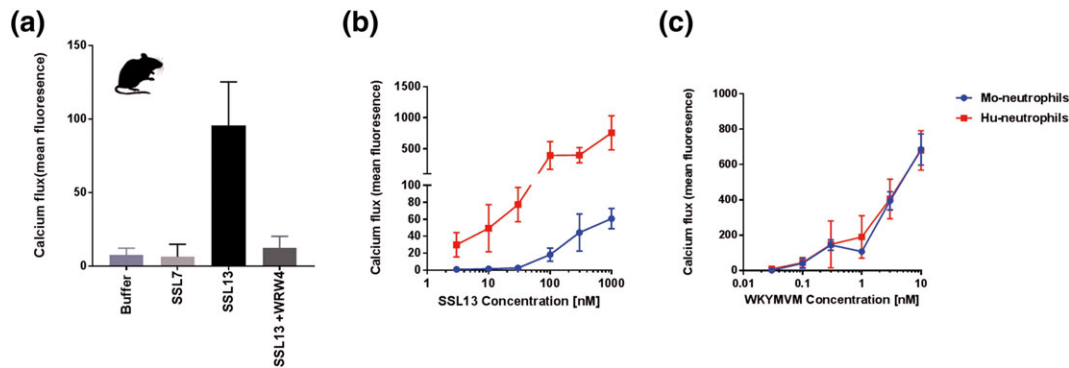 (a)
Calcium flux(mean fluoresence)
150
100
50
0
Buffer
SSL7
SSL13
SSL13 +WRW4
(b)
Calcium flux (mean fluoresence)
1500
1000
500
100
80
60
40
20
0
1
10
100
1000
SSL13 Concentration [nM]
(c)
Calcium flux (mean fluoresence)
1000
800
600
400
200
0
0.01
0.1
1
10
WKYMVM Concentration [nM]
Mo-neutrophils
Hu-neutrophils